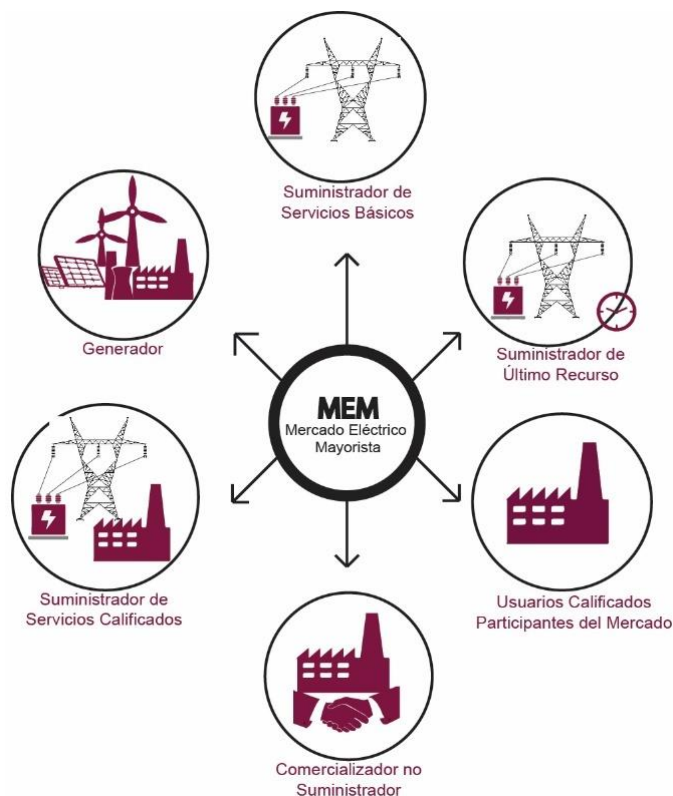 Suministrador de
Servicios Básicos
Generador
Suministrador de
Último Recurso
MEM
Mercado Eléctrico
Mayorista
Suministrador de
Servicios Calificados
Usuarios Calificados
Participantes del Mercado
Comercializador no
Suministrador